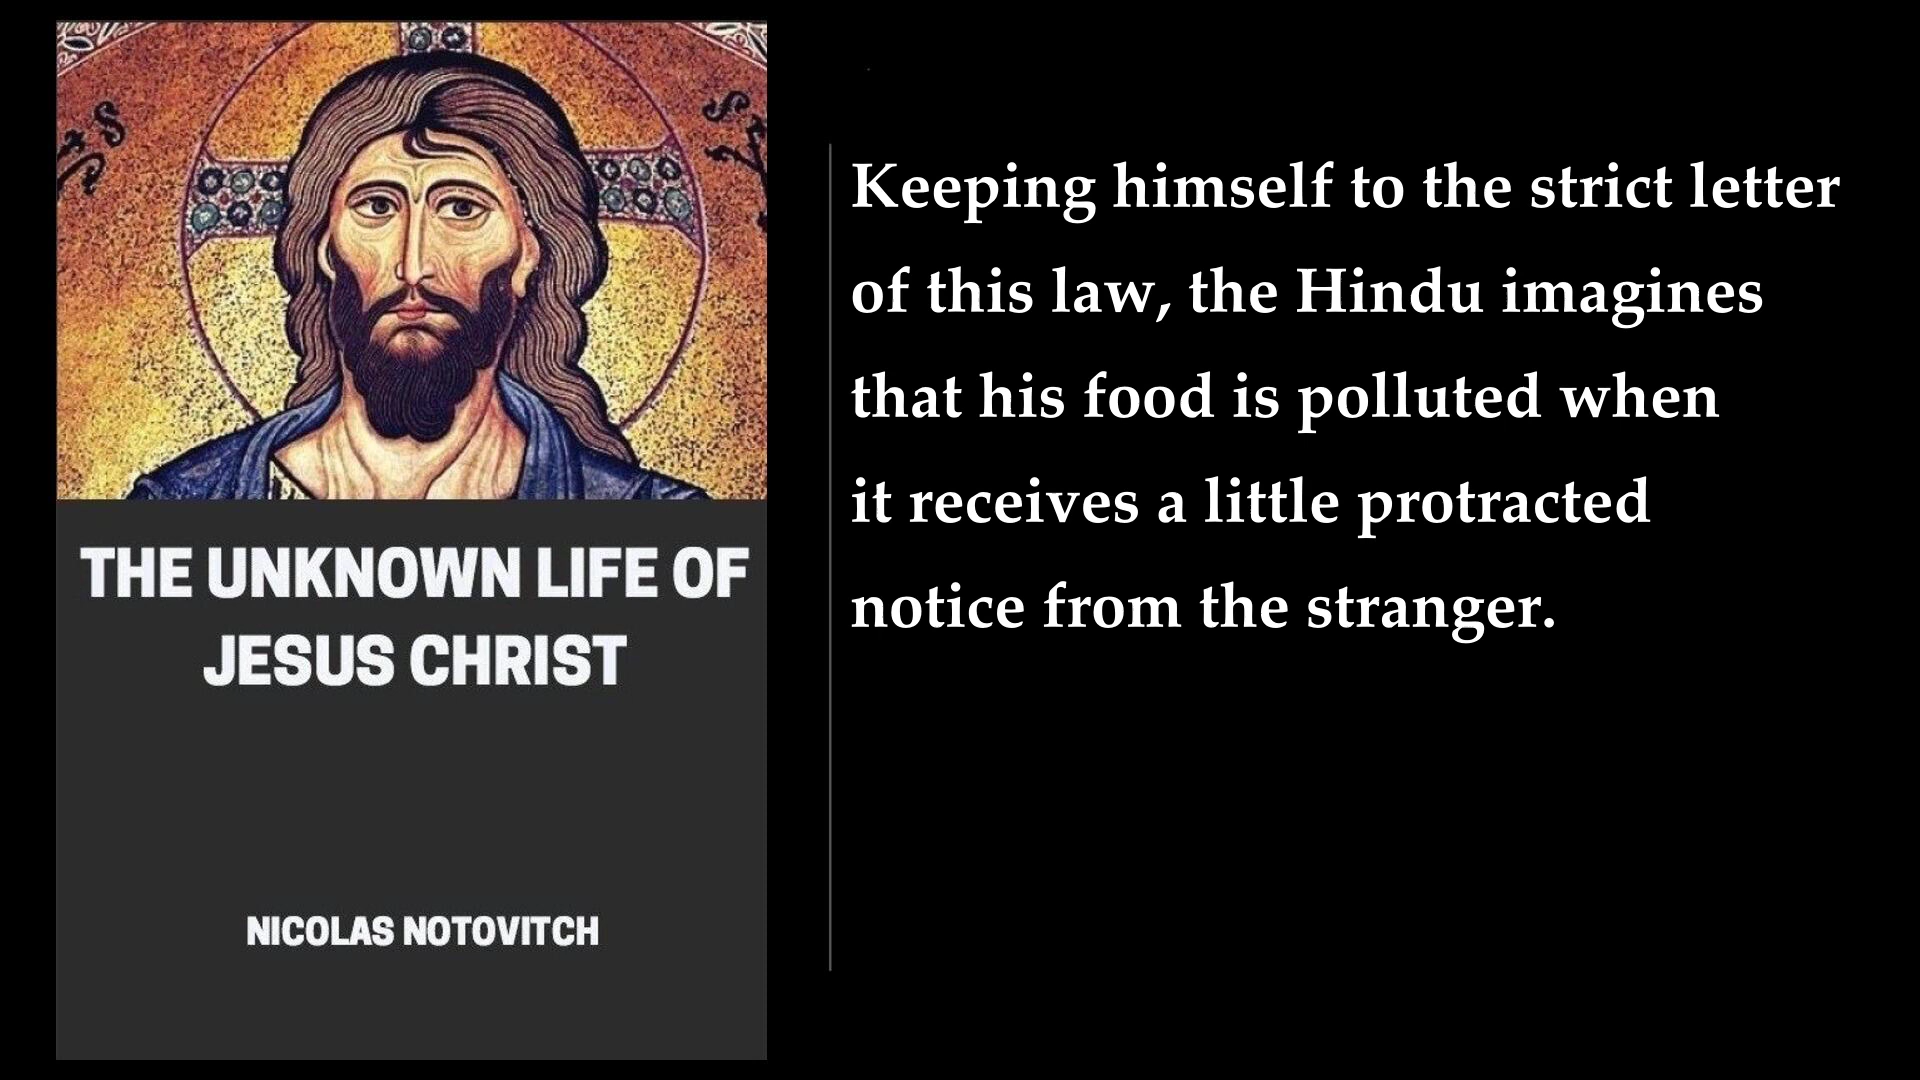 THE UNKNOWN LIFE OF
JESUS CHRIST
NICOLAS NOTOVITCH
Keeping himself to the strict letter
of this law, the Hindu imagines
that his food is polluted when
it receives a little protracted
notice from the stranger.